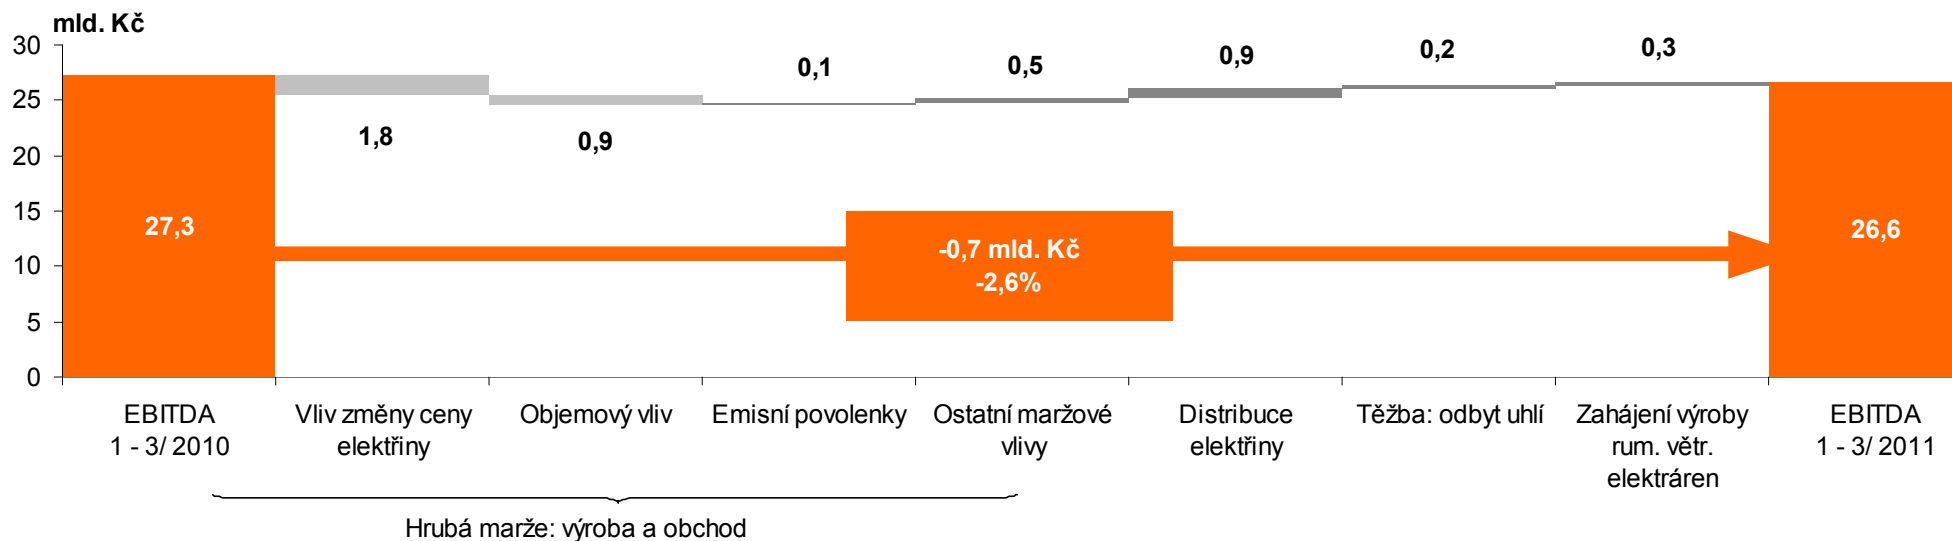 mld. Kč
30
25
20
15
10
5
0
27,3
1,8
0,9
0,1
0,5
0,9
0,2
0,3
26,6
-0,7 mld. Kč
-2,6%
EBITDA
1 - 3/ 2010
Vliv změny ceny
elektřiny
Objemový vliv
Emisní povolenky
Ostatní maržové
vlivy
Distribuce
elektřiny
Těžba: odbyt uhlí
Zahájení výroby
rum. větr.
elektráren
EBITDA
1 - 3/ 2011
Hrubá marže: výroba a obchod